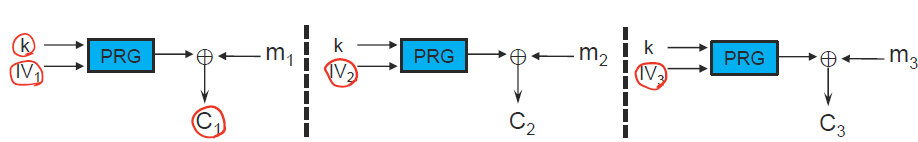 k PRG m₁
IV₁
C₁
k PRG m₂
IV₂
C₂
k PRG m₃
IV₃
C₃